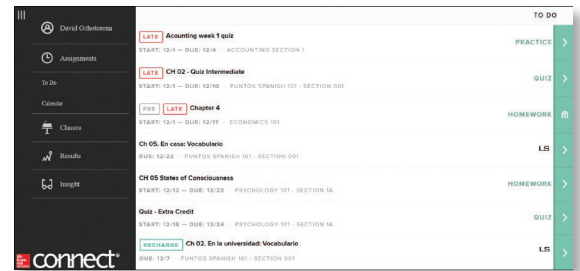 TO DO
David Ochotorena
Assignments
To Do
Calendar
Classes
Results
Insight
McGraw Hill Education
connect®
LATE Acounting week 1 quiz
START: 12/1 — DUE: 12/4 · ACCOUNTING SECTION 1
PRACTICE
LATE CH 02 - Quiz Intermediate
START: 12/1 — DUE: 12/10 · PUNTOS SPANISH 101 - SECTION 001
QUIZ
PRE LATE Chapter 4
START: 12/1 — DUE: 12/17 · ECONOMICS 101
HOMEWORK
Ch 05. En casa: Vocabulario
DUE: 12/23 · PUNTOS SPANISH 101 - SECTION 001
LS
CH 05 States of Consciousness
START: 12/12 — DUE: 12/23 · PSYCHOLOGY 101 - SECTION 1A
HOMEWORK
Quiz - Extra Credit
START: 12/18 — DUE: 12/24 · PSYCHOLOGY 101 - SECTION 1A
QUIZ
RECHARGE Ch 02. En la universidad: Vocabulario
DUE: 12/7 · PUNTOS SPANISH 101 - SECTION 001
LS